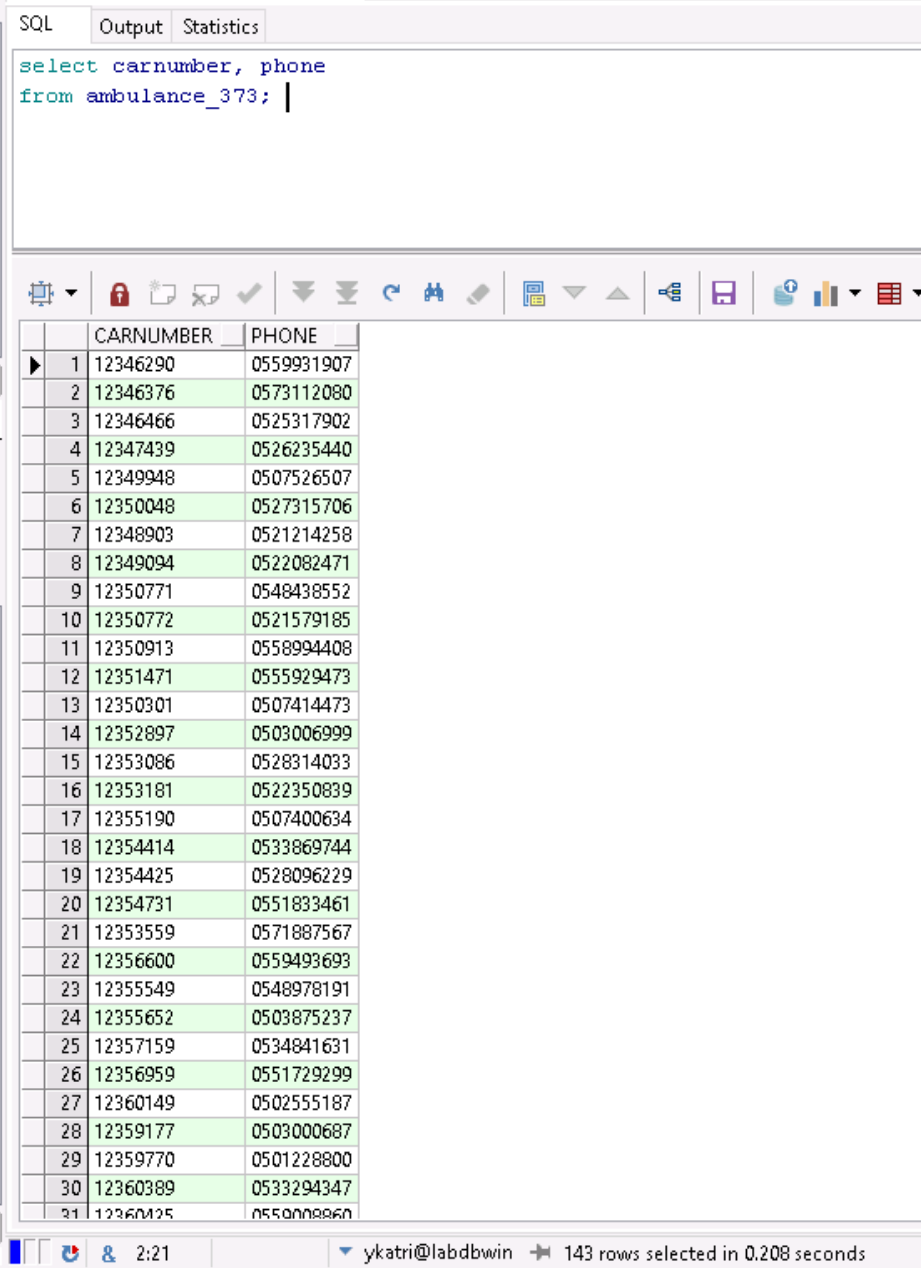 SQL Output Statistics
select carnumber, phone
from ambulance_373;
CARNUMBER PHONE
1 12346290 0559931907
2 12346376 0573112080
3 12346466 0525317902
4 12347439 0526235440
5 12349948 0507526507
6 12350048 0527315706
7 12348903 0521214258
8 12349094 0522082471
9 12350771 0548438552
10 12350772 0521579185
11 12350913 0558994408
12 12351471 0555929473
13 12350301 0507414473
14 12352897 0503006999
15 12353086 0528314033
16 12353181 0522350839
17 12355190 0507400634
18 12354414 0533869744
19 12354425 0528096229
20 12354731 0551833461
21 12353559 0571887567
22 12356600 0559493693
23 12355549 0548978191
24 12355652 0503875237
25 12357159 0534841631
26 12356959 0551729299
27 12360149 0502555187
28 12359177 0503000687
29 12359770 0501228800
30 12360389 0533294347
31 12360425 0559008860
& 2:21 ykatri@labdbwin 143 rows selected in 0.208 seconds